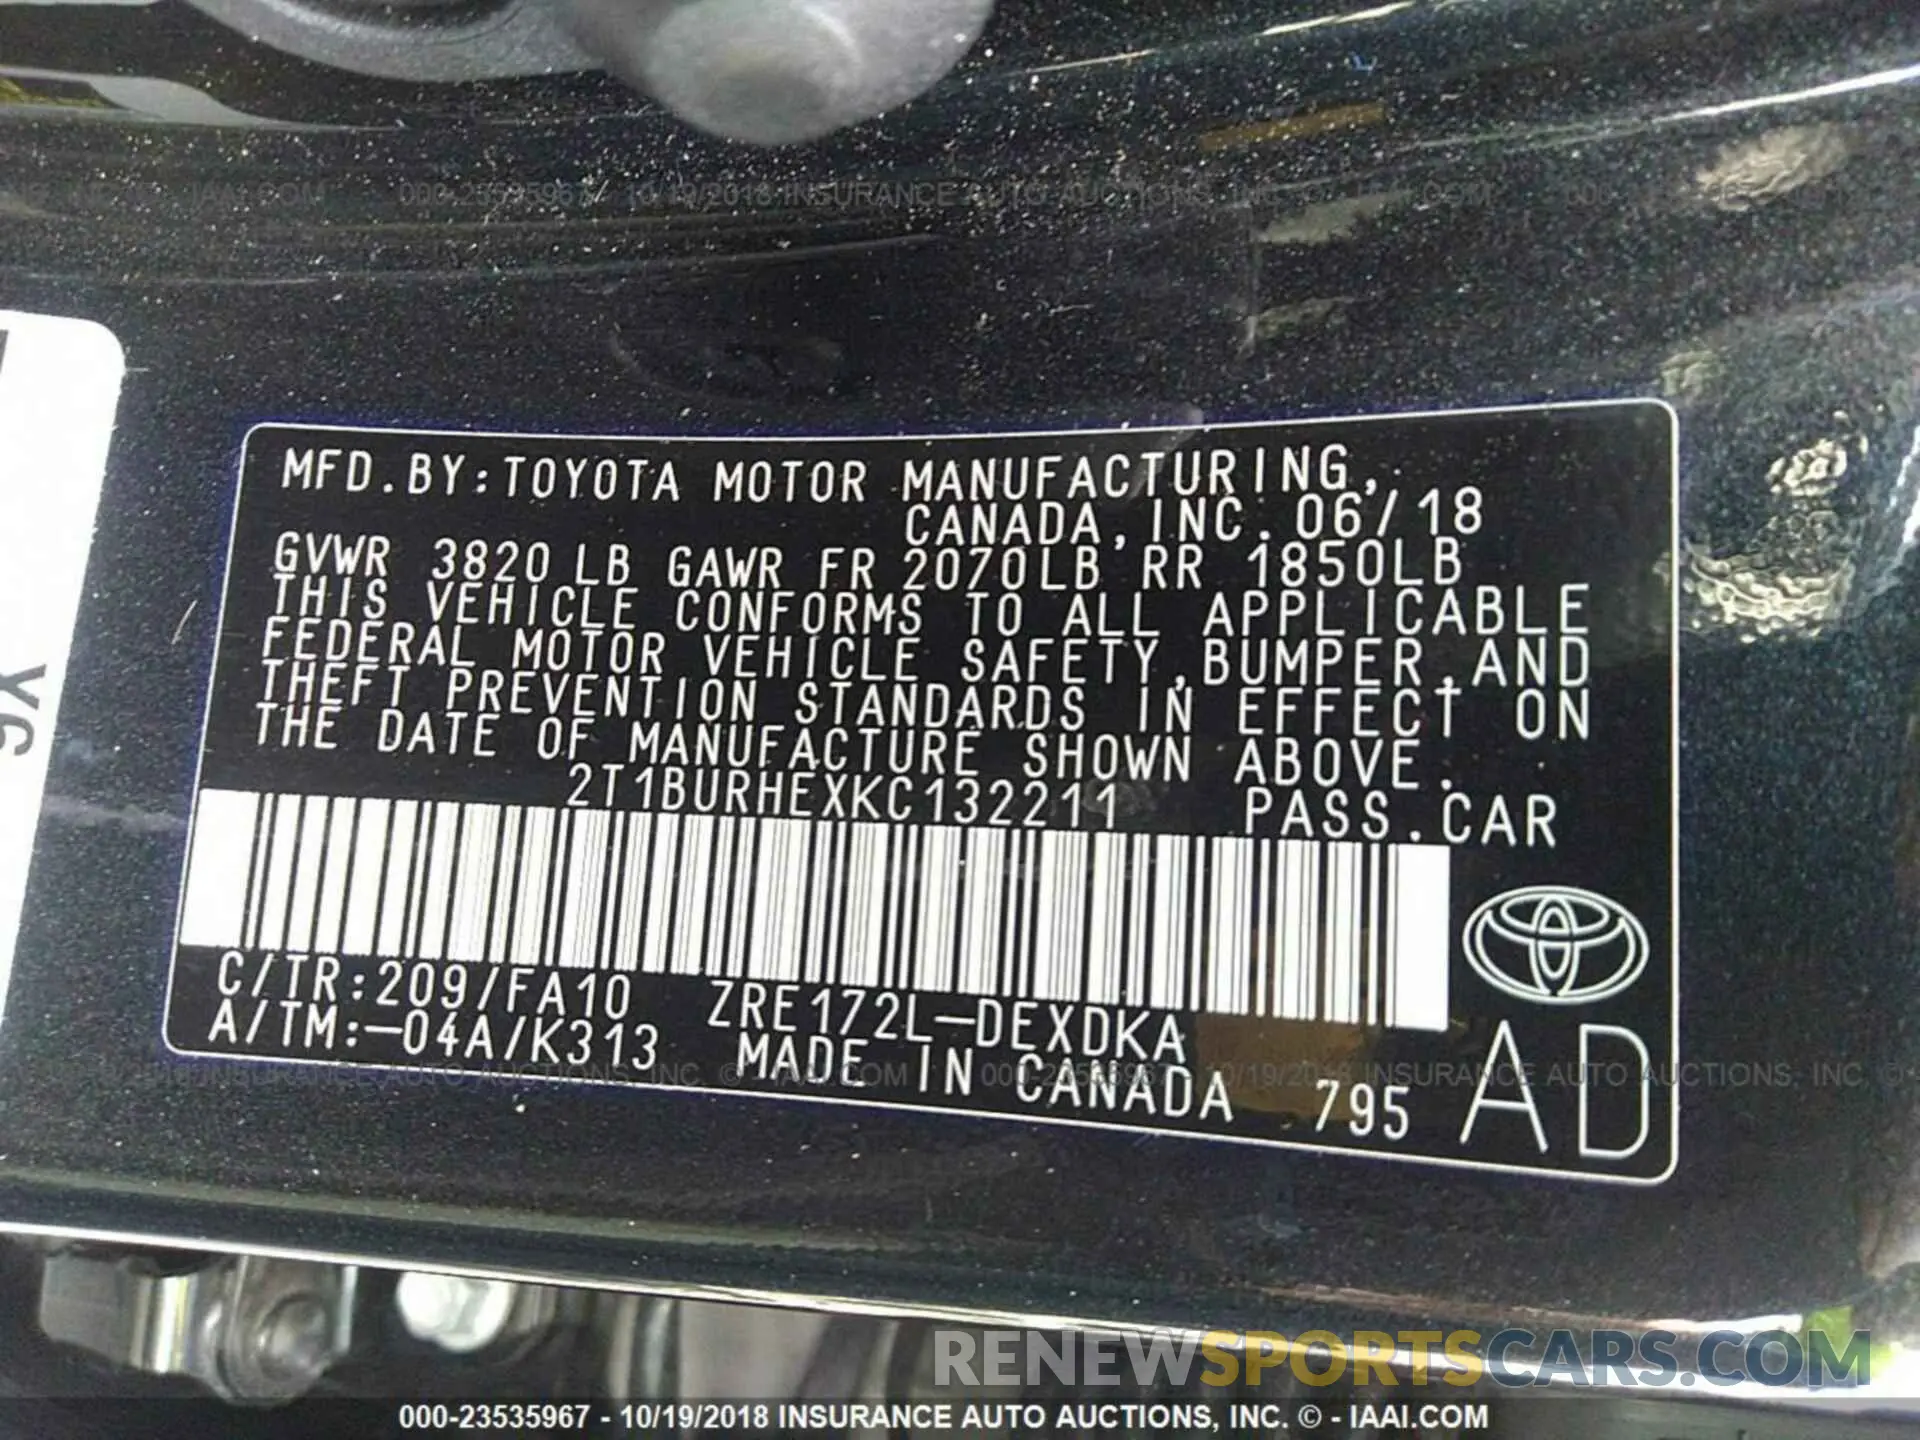 MFD.BY:TOYOTA MOTOR MANUFACTURING,
CANADA,INC. 06/18
GVWR 3820 LB GAWR FR 2070LB RR 1850LB
THIS VEHICLE CONFORMS TO ALL APPLICABLE
FEDERAL MOTOR VEHICLE SAFETY,BUMPER,AND
THEFT PREVENTION STANDARDS IN EFFECT ON
THE DATE OF MANUFACTURE SHOWN ABOVE.
2T1BURHEXKC132211 PASS.CAR
C/TR:209/FA10 ZRE172L-DEXDKA
A/TM:-04A/K313 MADE IN CANADA 795 AD
RENEWSPORTSCARS.COM
000-23535967 - 10/19/2018 INSURANCE AUTO AUCTIONS, INC. © - IAAI.COM